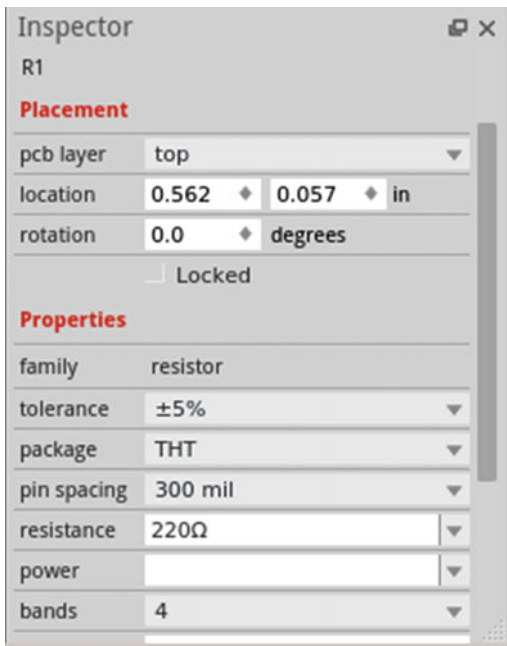 Inspector
R1
Placement
pcb layer top
location 0.562 0.057 in
rotation 0.0 degrees
Locked
Properties
family resistor
tolerance ±5%
package THT
pin spacing 300 mil
resistance 220Ω
power
bands 4